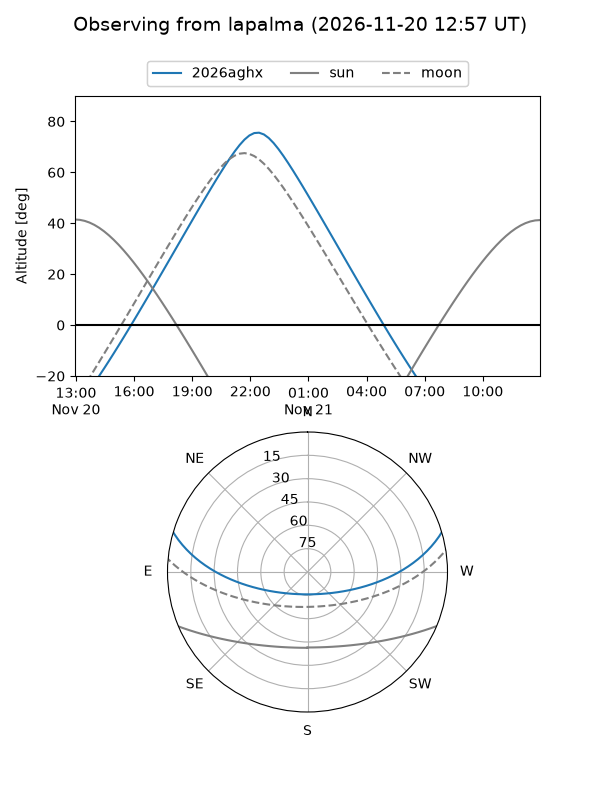 Observing from lapalma (2026-11-20 12:57 UT)
2026aghx sun moon
80
60
40
20
0
−20
Altitude [deg]
13:00 16:00 19:00 22:00 01:00 04:00 07:00 10:00
Nov 20 Nov 21
N
NE NW
15
30
45
60
75
E W
SE SW
S